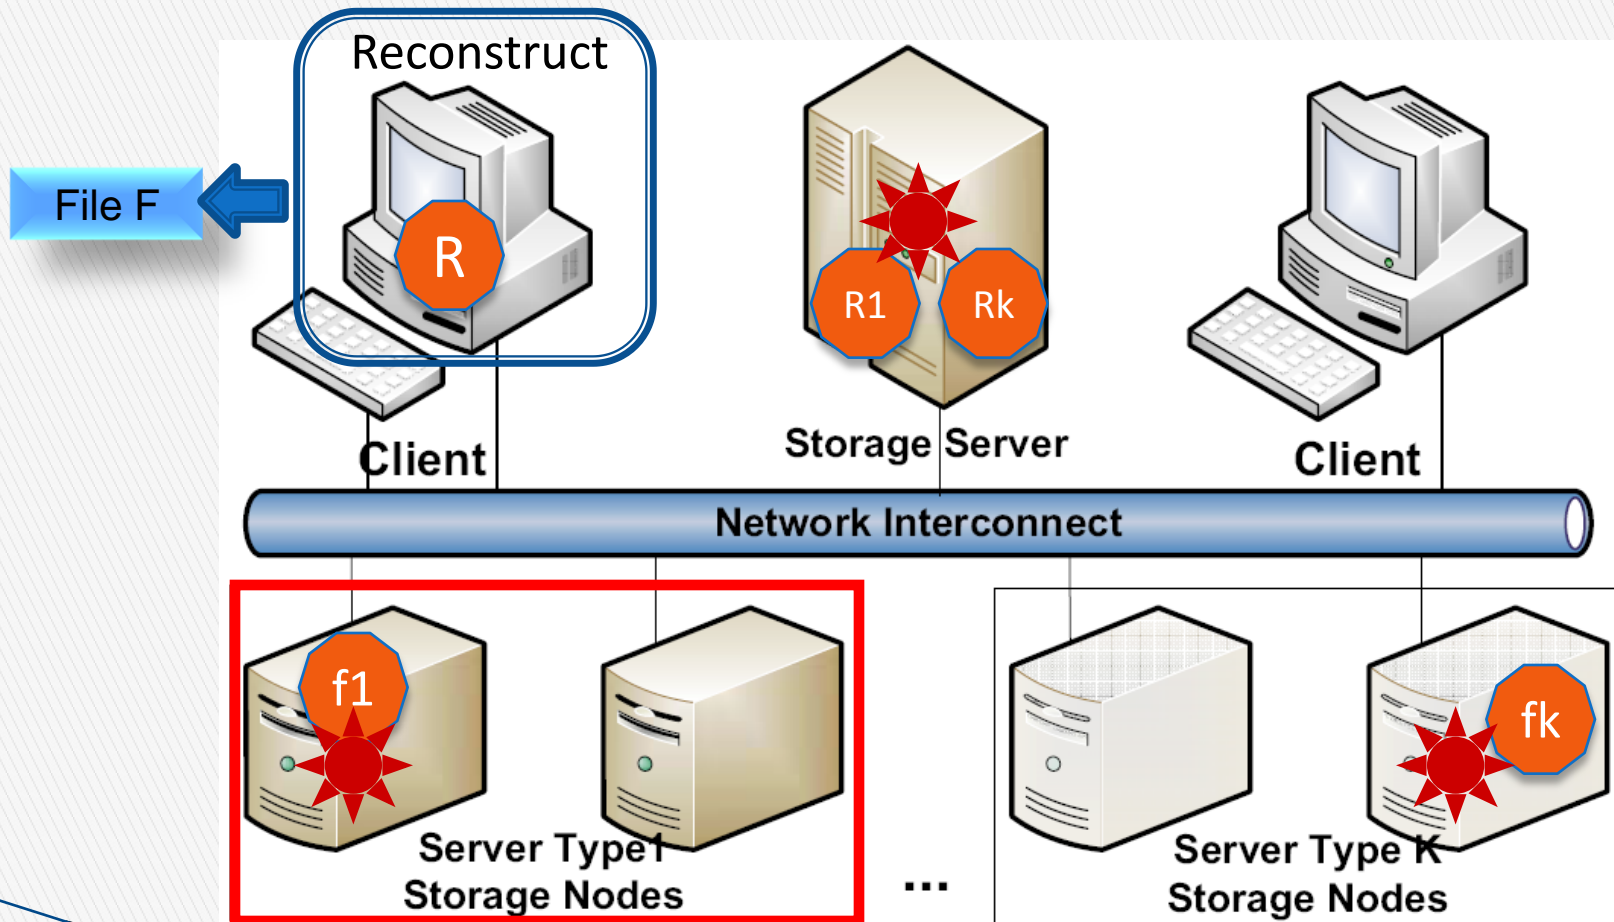 Reconstruct
File F
R
R1
Rk
Client
Storage Server
Client
Network Interconnect
f1
fk
Server Type1
Storage Nodes
...
Server Type K
Storage Nodes